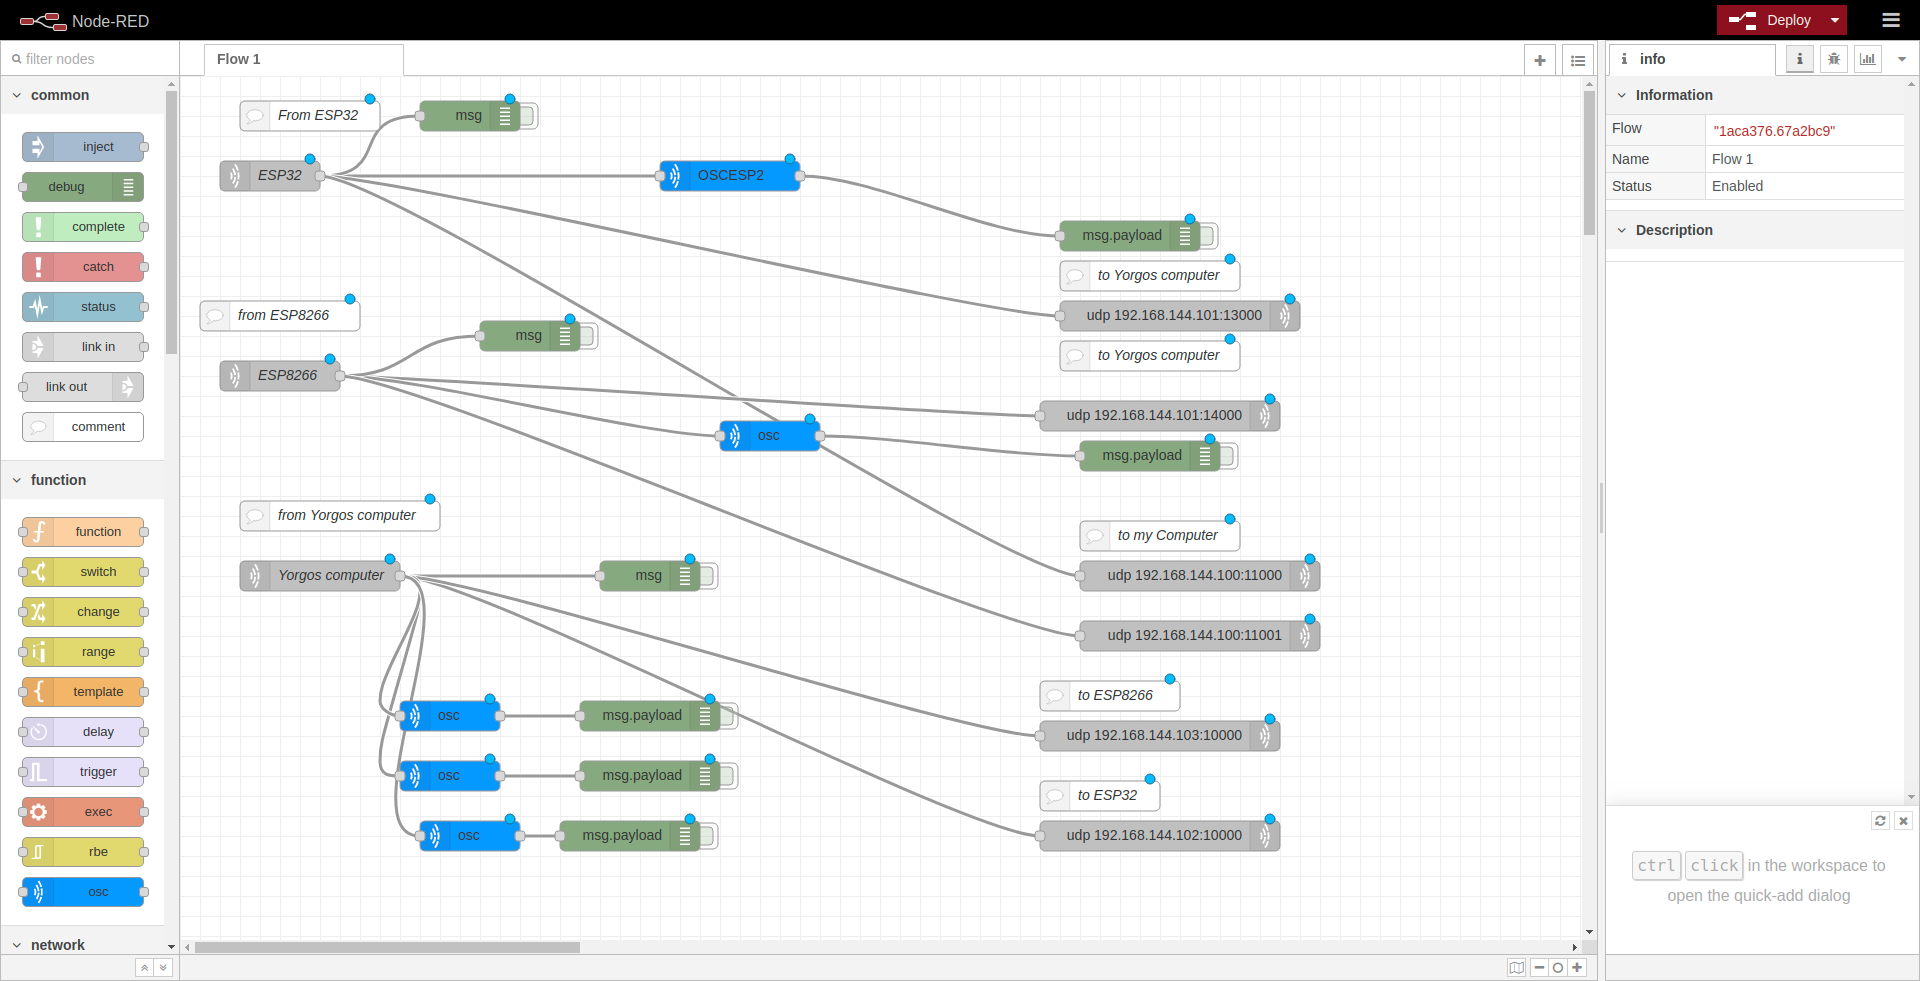 Node-RED
Deploy
filter nodes
common
inject
debug
complete
catch
status
link in
link out
comment
function
function
switch
change
range
template
delay
trigger
exec
rbe
osc
network
Flow 1
From ESP32
msg
ESP32
OSCESP2
msg.payload
to Yorgos computer
from ESP8266
udp 192.168.144.101:13000
msg
to Yorgos computer
ESP8266
udp 192.168.144.101:14000
osc
msg.payload
from Yorgos computer
to my Computer
Yorgos computer
msg
udp 192.168.144.100:11000
udp 192.168.144.100:11001
to ESP8266
osc
msg.payload
udp 192.168.144.103:10000
osc
msg.payload
to ESP32
osc
msg.payload
udp 192.168.144.102:10000
info
Information
Flow "1aca376.67a2bc9"
Name Flow 1
Status Enabled
Description
ctrl click in the workspace to
open the quick-add dialog